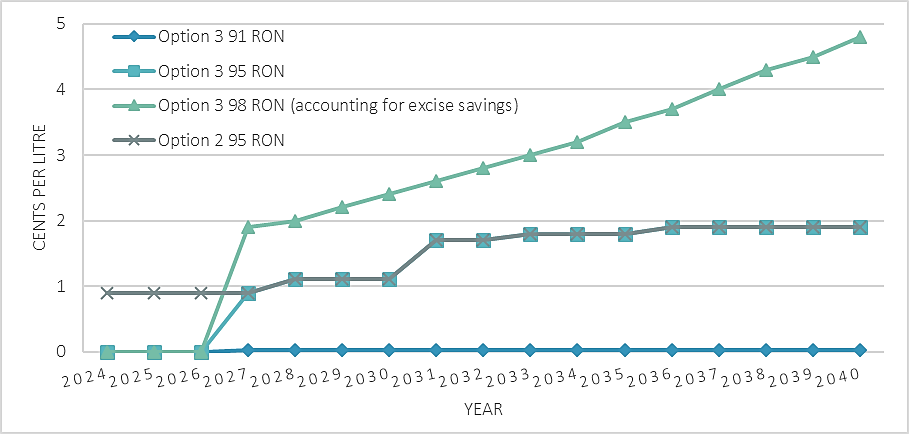 5
Option 3 91 RON
Option 3 95 RON
4
Option 3 98 RON (accounting for excise savings)
Option 2 95 RON
3
CENTS PER LITRE
2
1
0
2024 2025 2026 2027 2028 2029 2030 2031 2032 2033 2034 2035 2036 2037 2038 2039 2040
YEAR